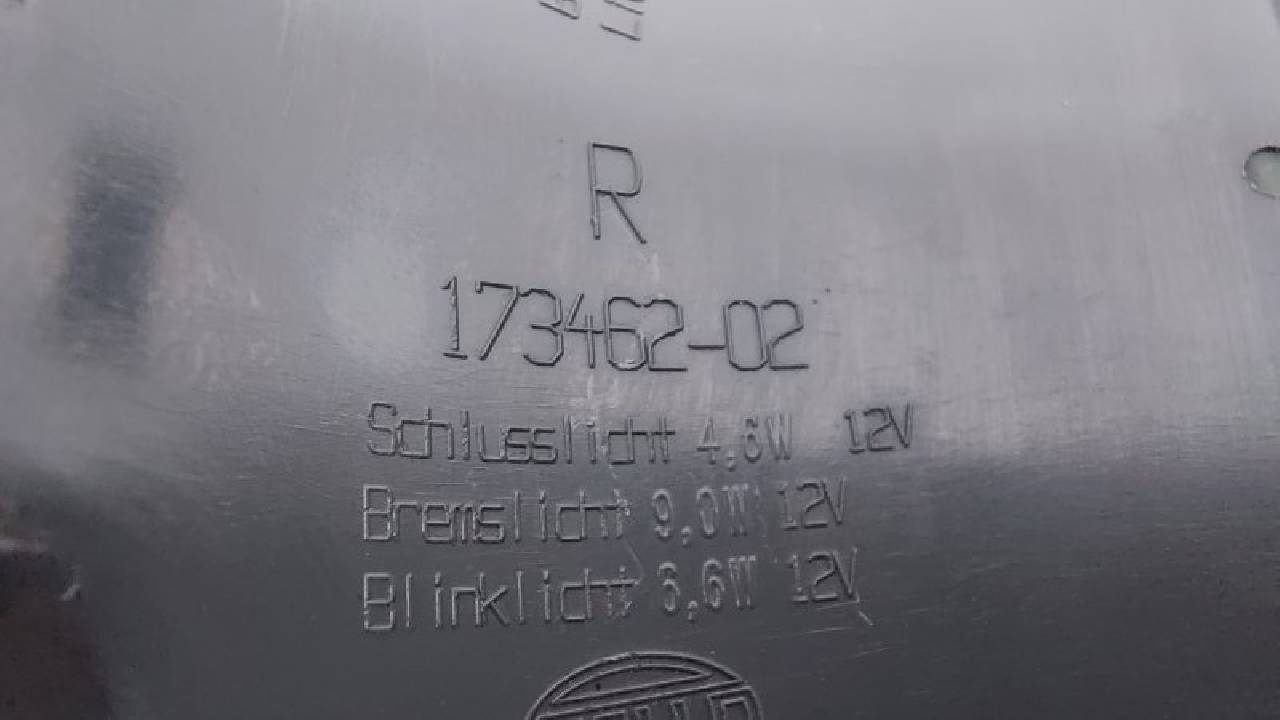 R
173462-02
Schlusslicht 4,6W 12V
Bremslicht 9,0W 12V
Blinklicht 6,6W 12V